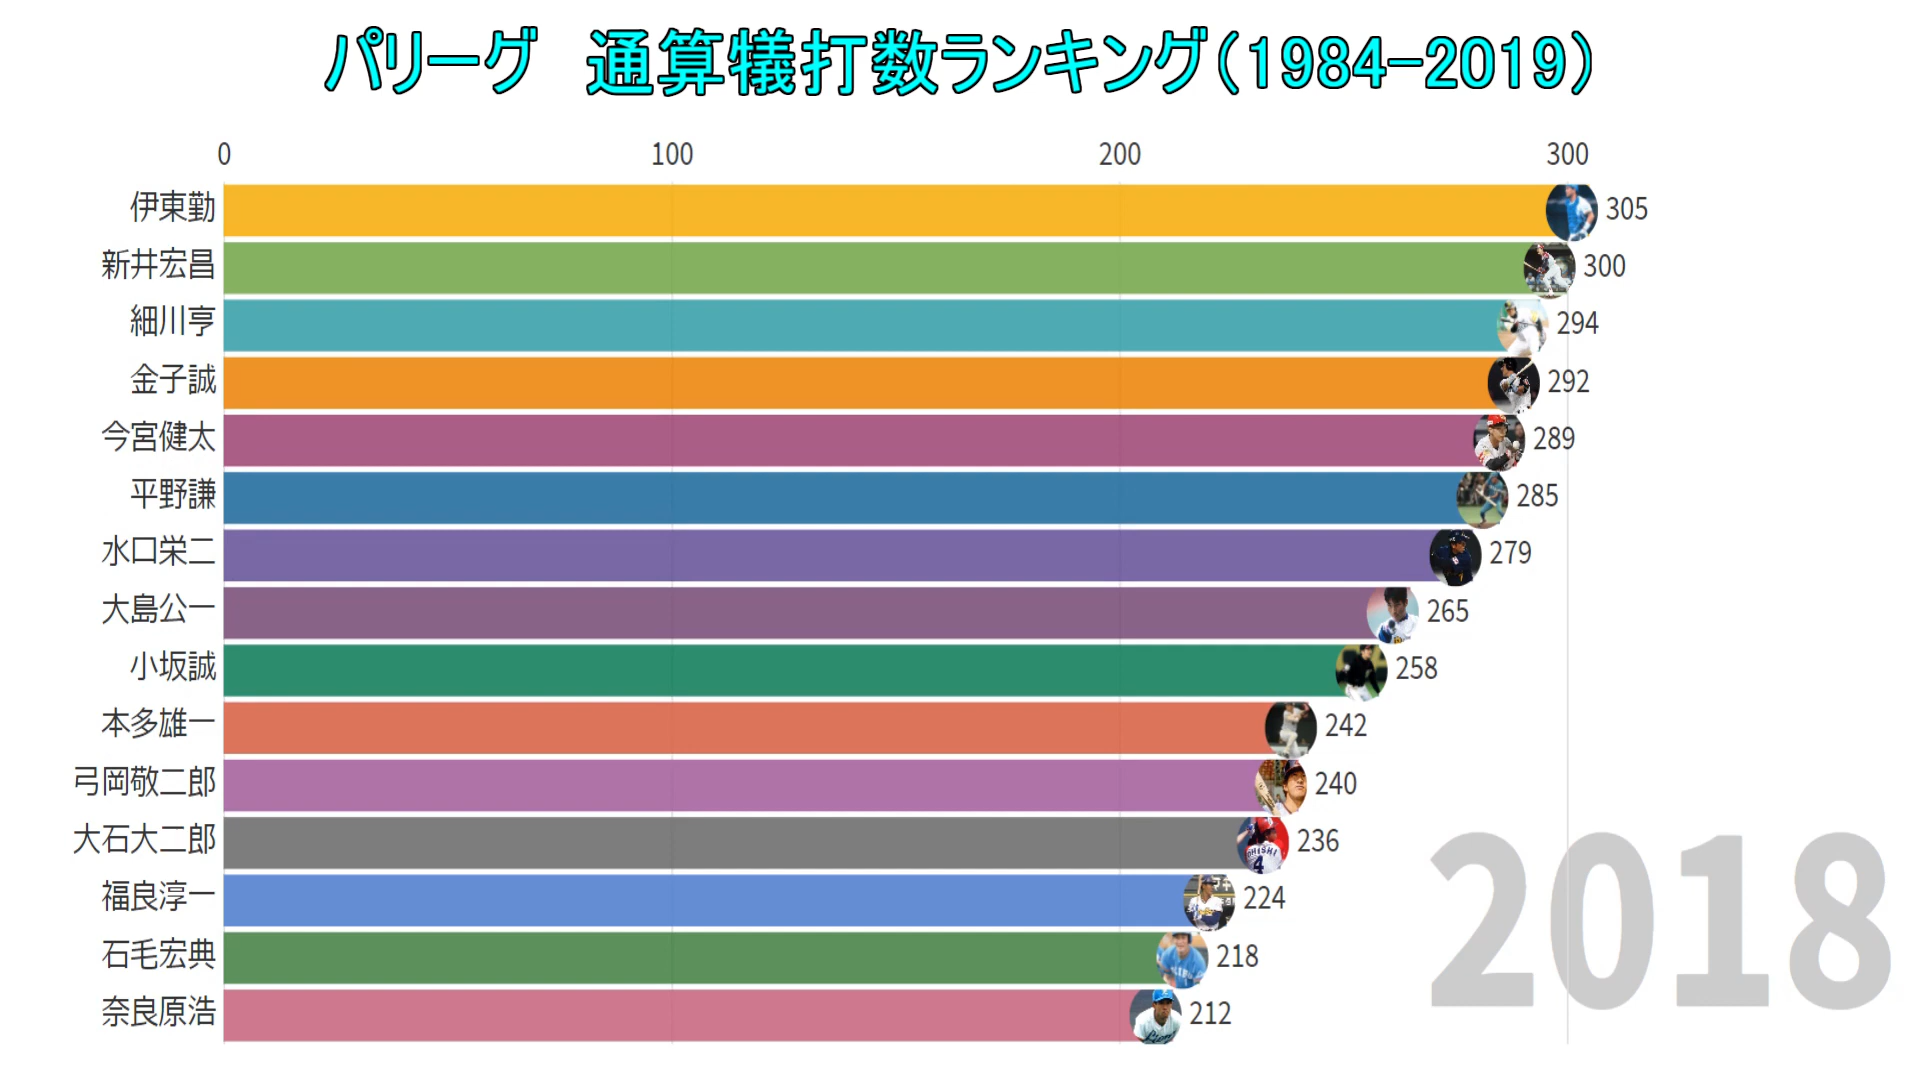 パリーグ　通算犠打数ランキング(1984-2019)
0 100 200 300
伊東勤 305
新井宏昌 300
細川亨 294
金子誠 292
今宮健太 289
平野謙 285
水口栄二 279
大島公一 265
小坂誠 258
本多雄一 242
弓岡敬二郎 240
大石大二郎 236
OHISHI
4
福良淳一 224
石毛宏典 218
奈良原浩 212
2018